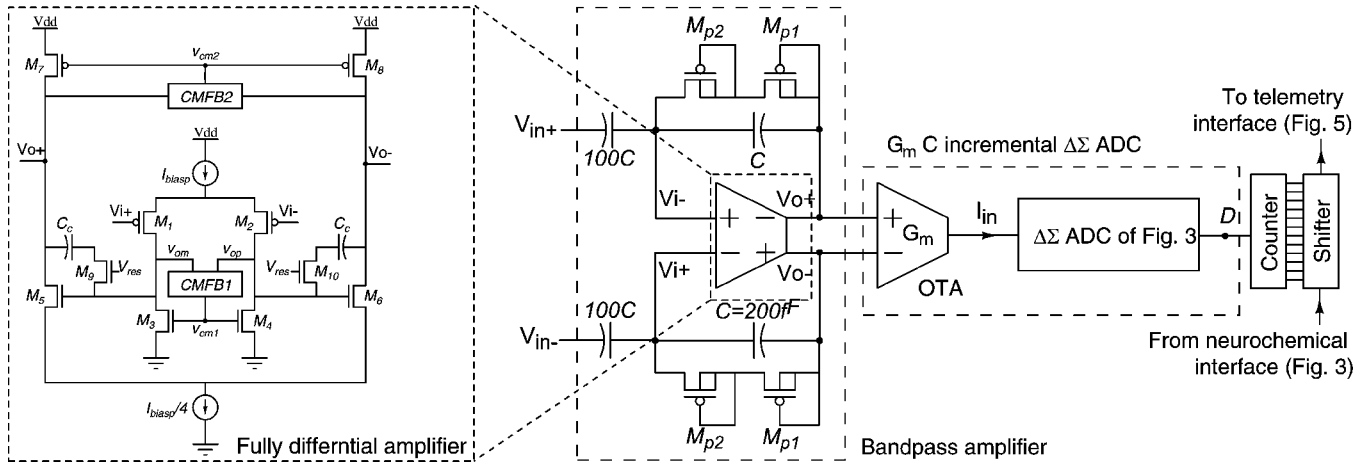 Vdd
Vdd
M7
vcm2
M8
CMFB2
Vdd
Vo+
Vo-
Ibiasp
Vi+
M1
M2
Vi-
Cc
Cc
M9
Vres
vom
vop
Vres
M10
CMFB1
M5
M6
M3
vcm1
M4
Ibiasp/4
Fully differntial amplifier
Mp2
Mp1
Vin+
100C
C
Vi-
Vo+
Vi+
Vo-
+
−
−
+
100C
C=200fF
Vin-
Mp2
Mp1
Bandpass amplifier
Gm C incremental ΔΣ ADC
+
Gm
−
OTA
Iin
ΔΣ ADC of Fig. 3
D
Counter
Shifter
To telemetry
interface (Fig. 5)
From neurochemical
interface (Fig. 3)